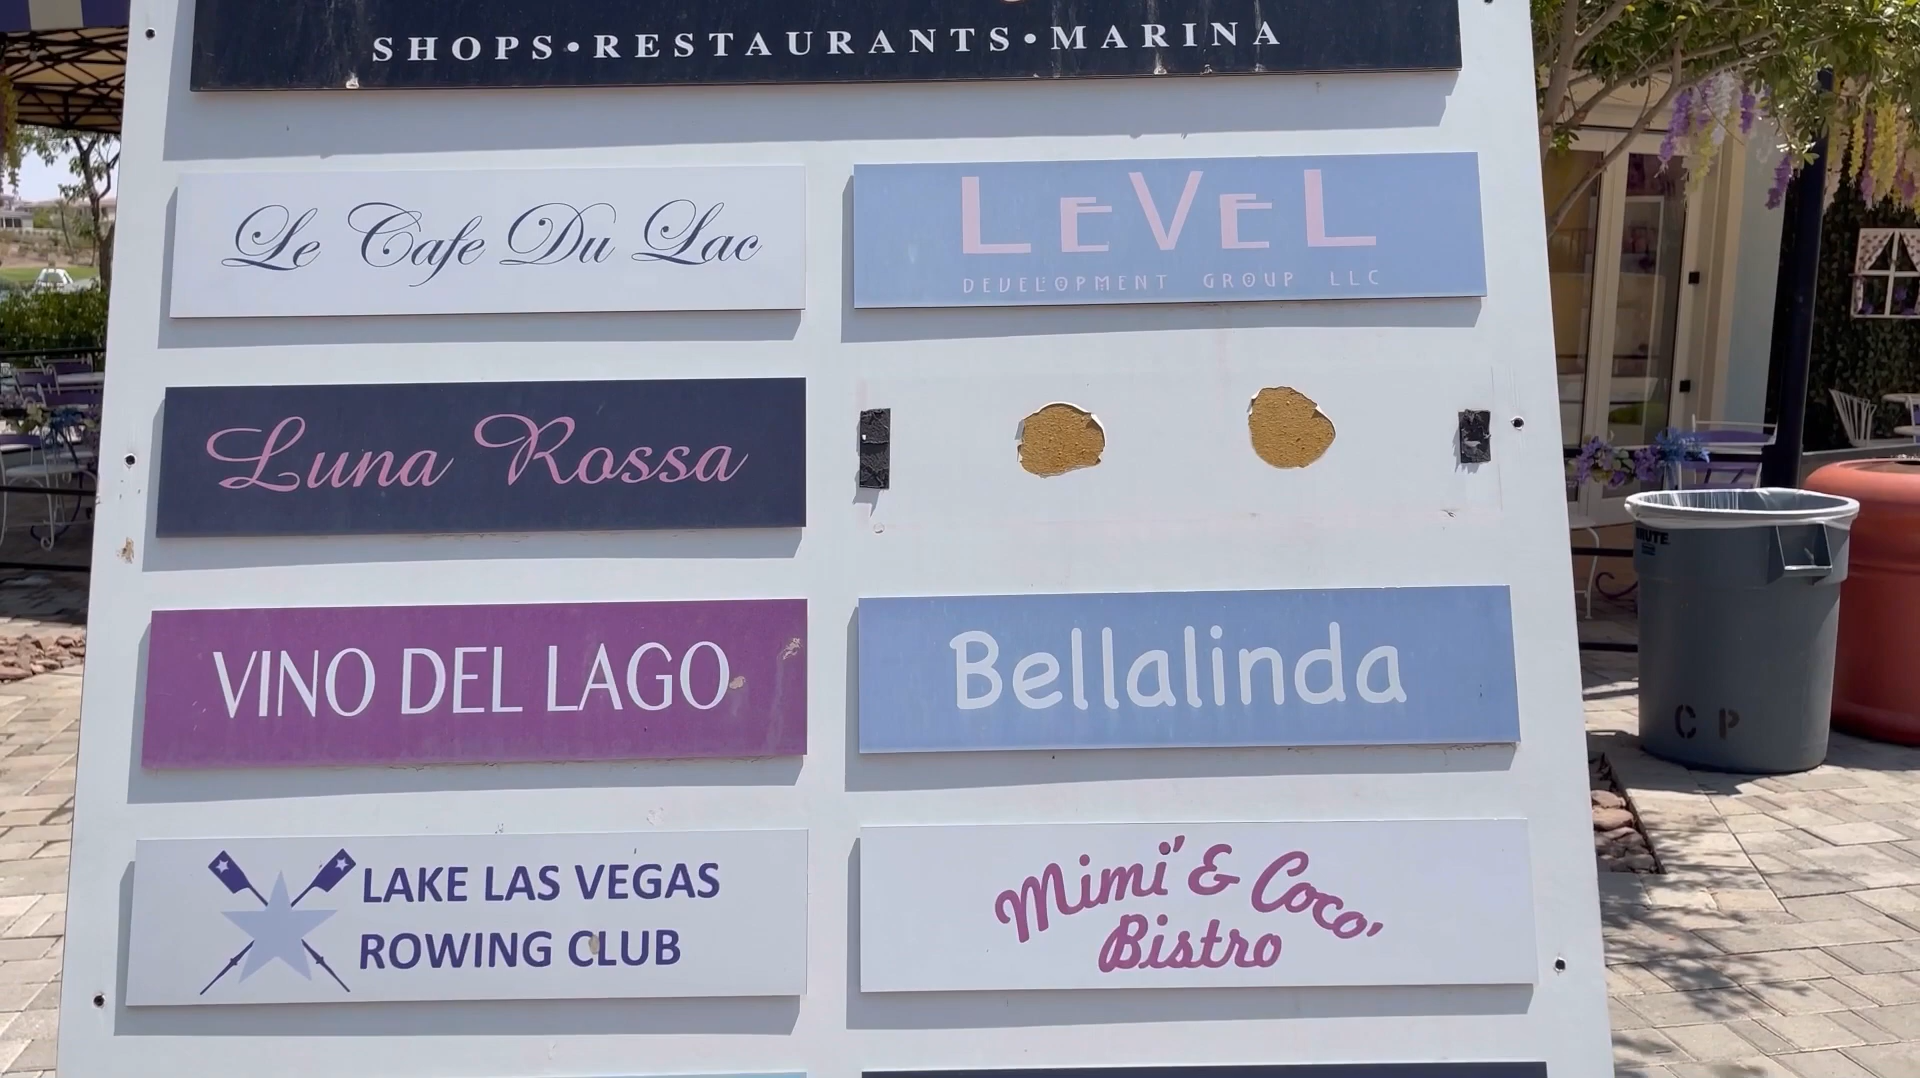 SHOPS•RESTAURANTS•MARINA
Le Cafe Du Lac
LeVeL
DEVELOPMENT GROUP LLC
Luna Rossa
VINO DEL LAGO
Bellalinda
LAKE LAS VEGAS
ROWING CLUB
Mimi' & Coco'
Bistro
BRUTE
C P